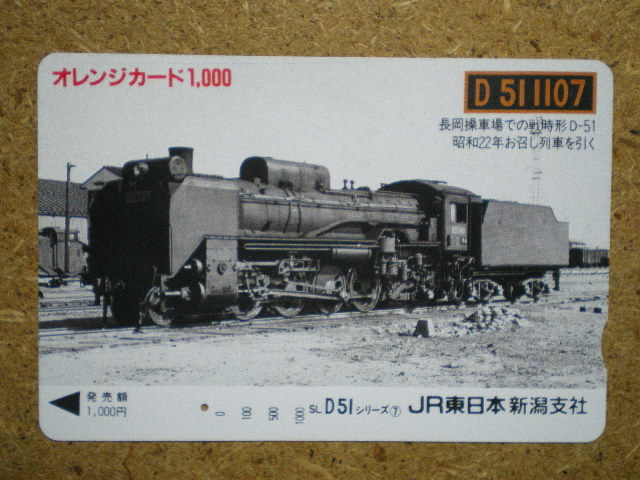 オレンジカード1,000
D 51 1107
長岡操車場での戦時形D-51
昭和22年お召し列車を引く
発売額
1,000円
0 100 500 1000
SL D51シリーズ⑦ JR東日本 新潟支社